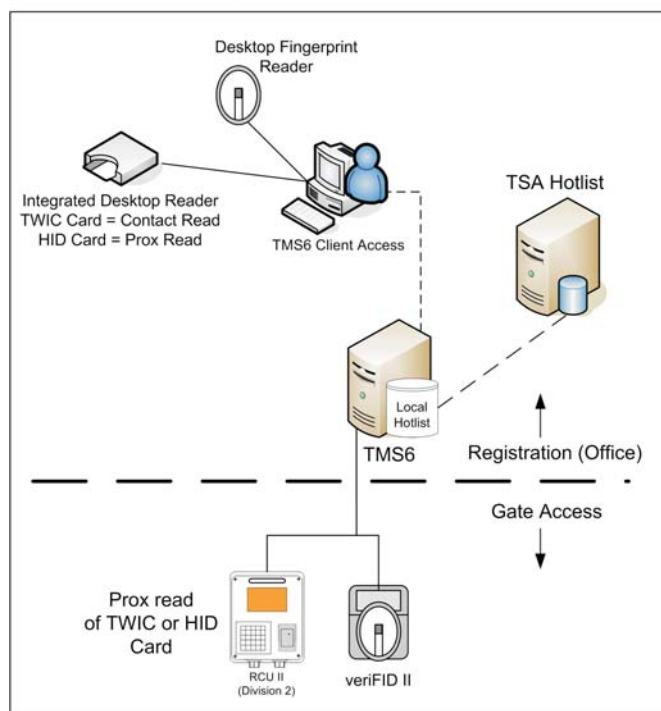 Desktop Fingerprint
Reader
Integrated Desktop Reader
TWIC Card = Contact Read
HID Card = Prox Read
TMS6 Client Access
TSA Hotlist
Local
Hotlist
TMS6
Registration (Office)
Gate Access
Prox read
of TWIC or HID
Card
RCU II
(Division 2)
veriFID II